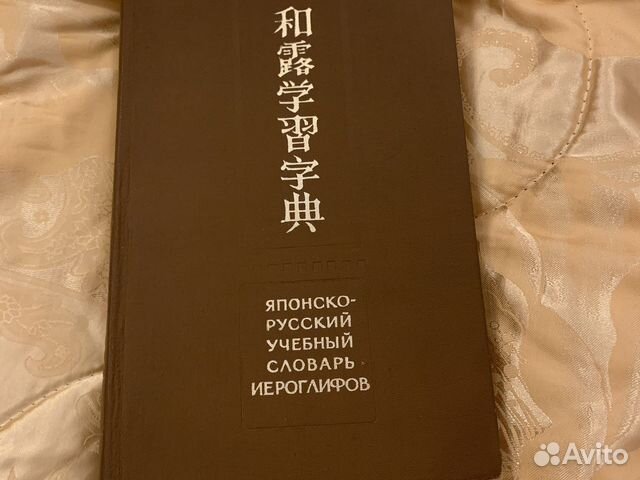 和露学習字典
ЯПОНСКО-
РУССКИЙ
УЧЕБНЫЙ
СЛОВАРЬ
ИЕРОГЛИФОВ
Avito